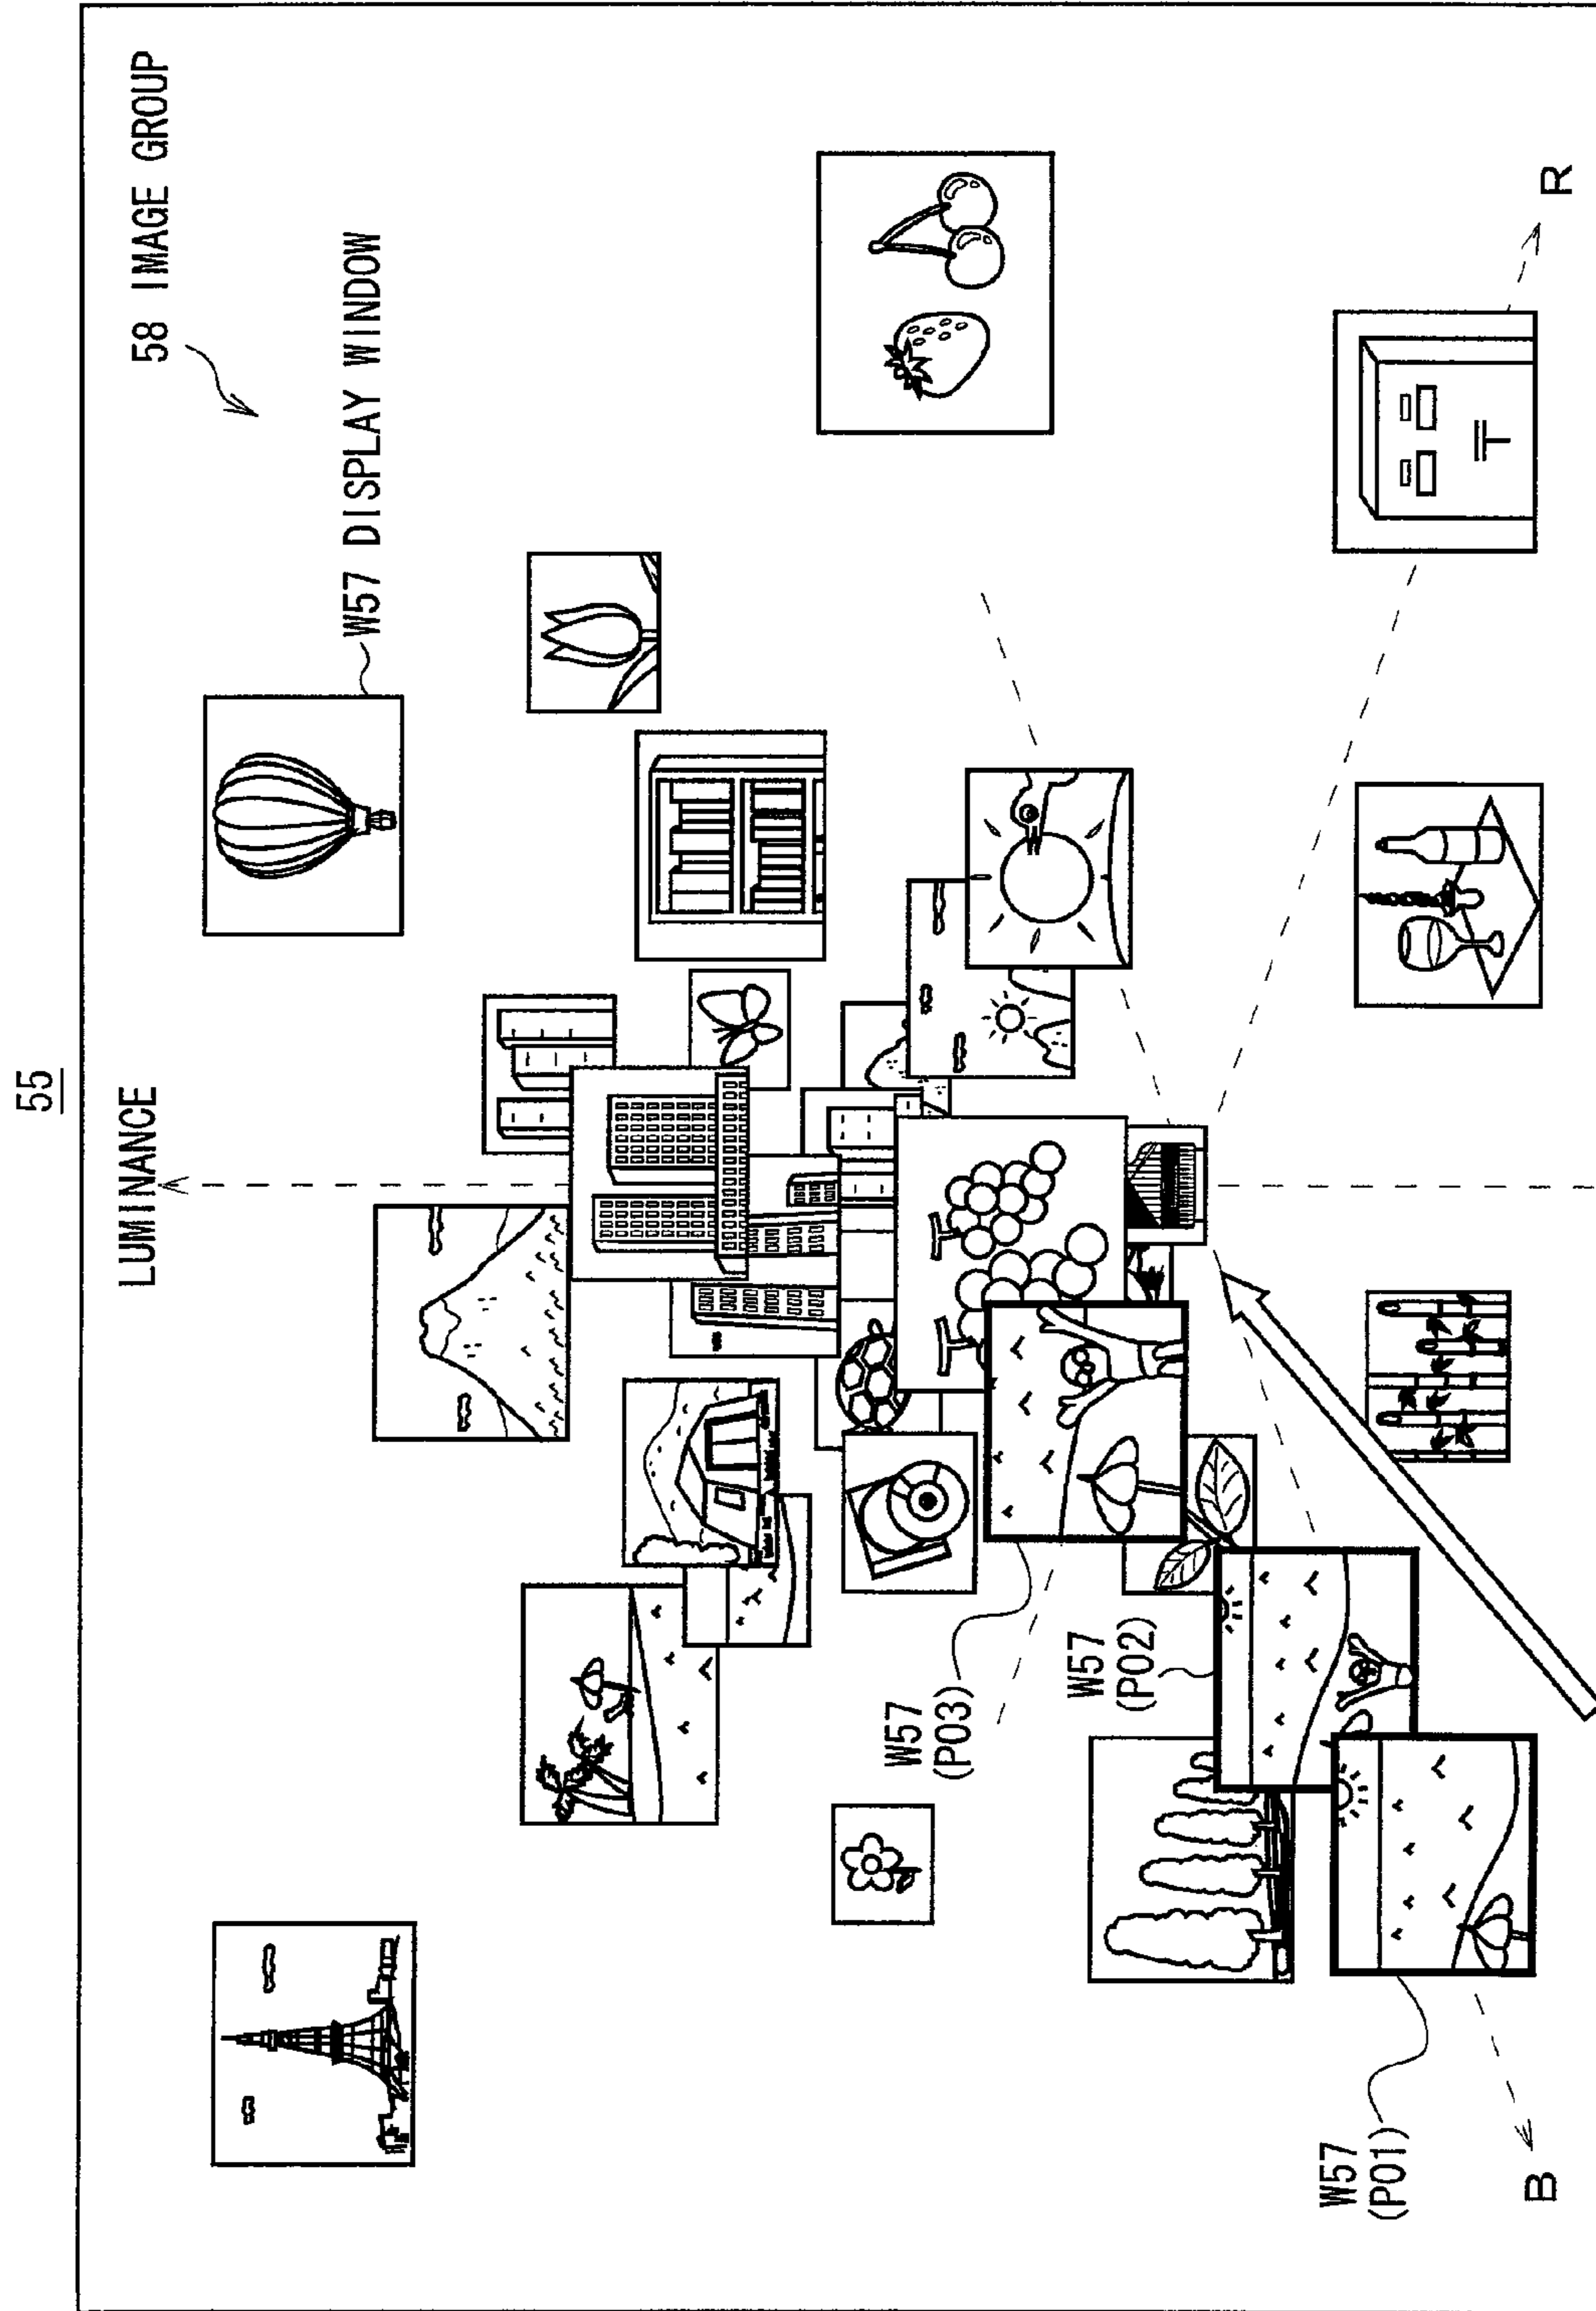 55
58 IMAGE GROUP
LUMINANCE
W57 DISPLAY WINDOW
W57
(P03)
W57
(P02)
W57
(P01)
B
R